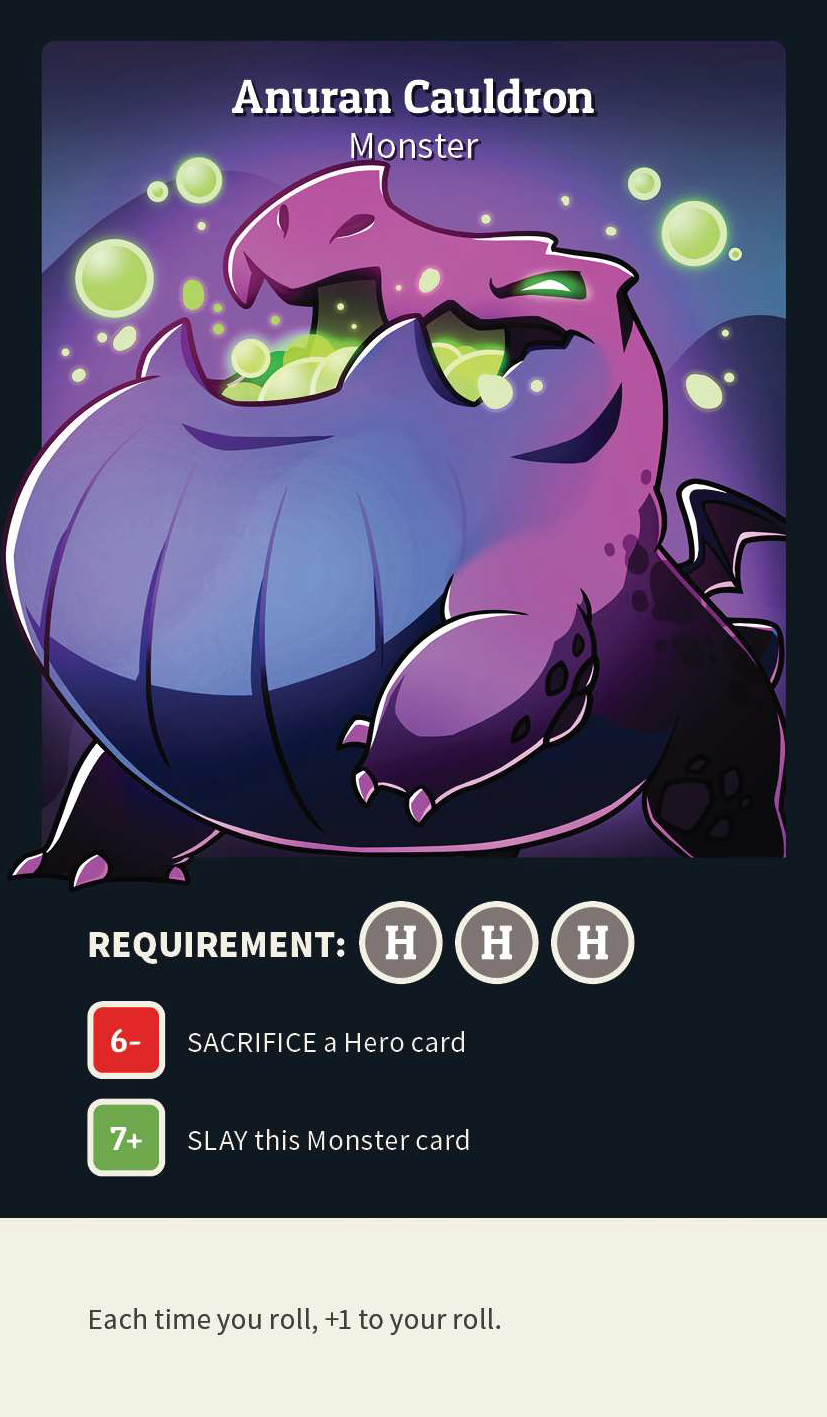 Anuran Cauldron
Monster
REQUIREMENT: H H H
6- SACRIFICE a Hero card
7+ SLAY this Monster card
Each time you roll, +1 to your roll.